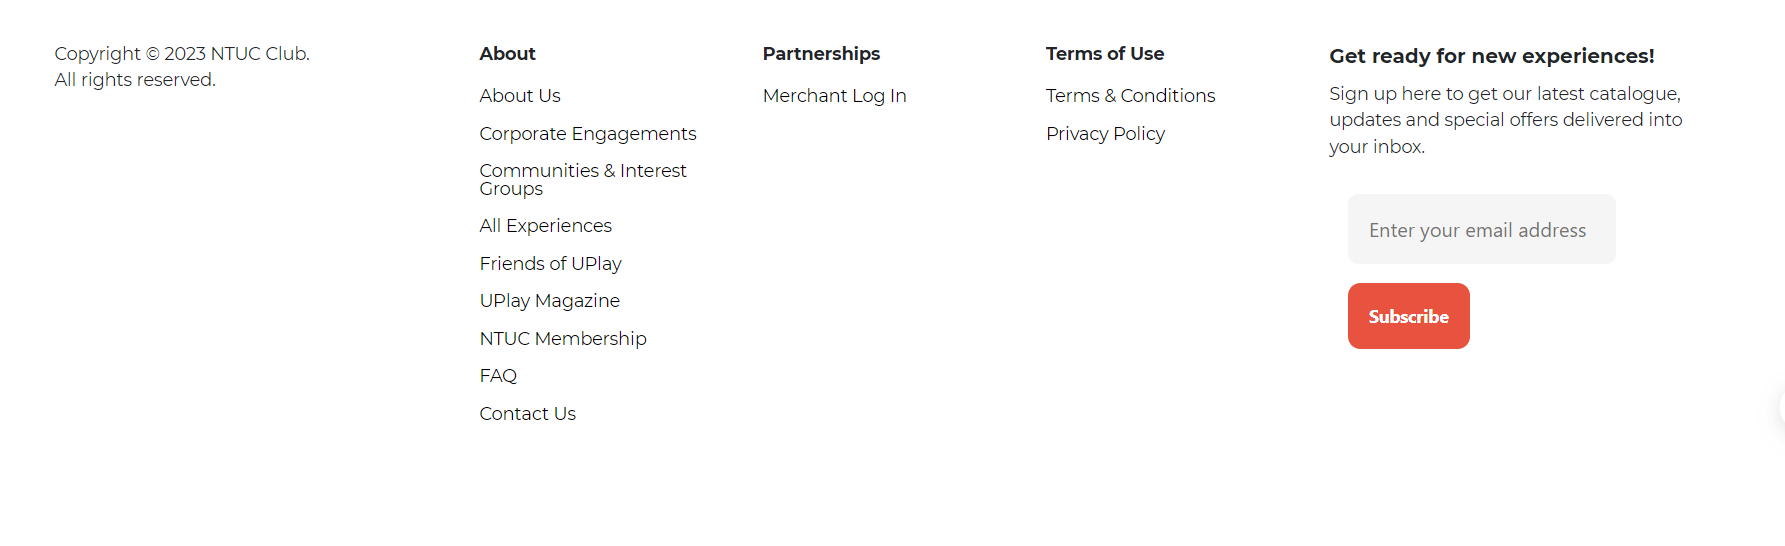 Copyright © 2023 NTUC Club.
All rights reserved.
About
About Us
Corporate Engagements
Communities & Interest
Groups
All Experiences
Friends of UPlay
UPlay Magazine
NTUC Membership
FAQ
Contact Us
Partnerships
Merchant Log In
Terms of Use
Terms & Conditions
Privacy Policy
Get ready for new experiences!
Sign up here to get our latest catalogue,
updates and special offers delivered into
your inbox.
Enter your email address
Subscribe